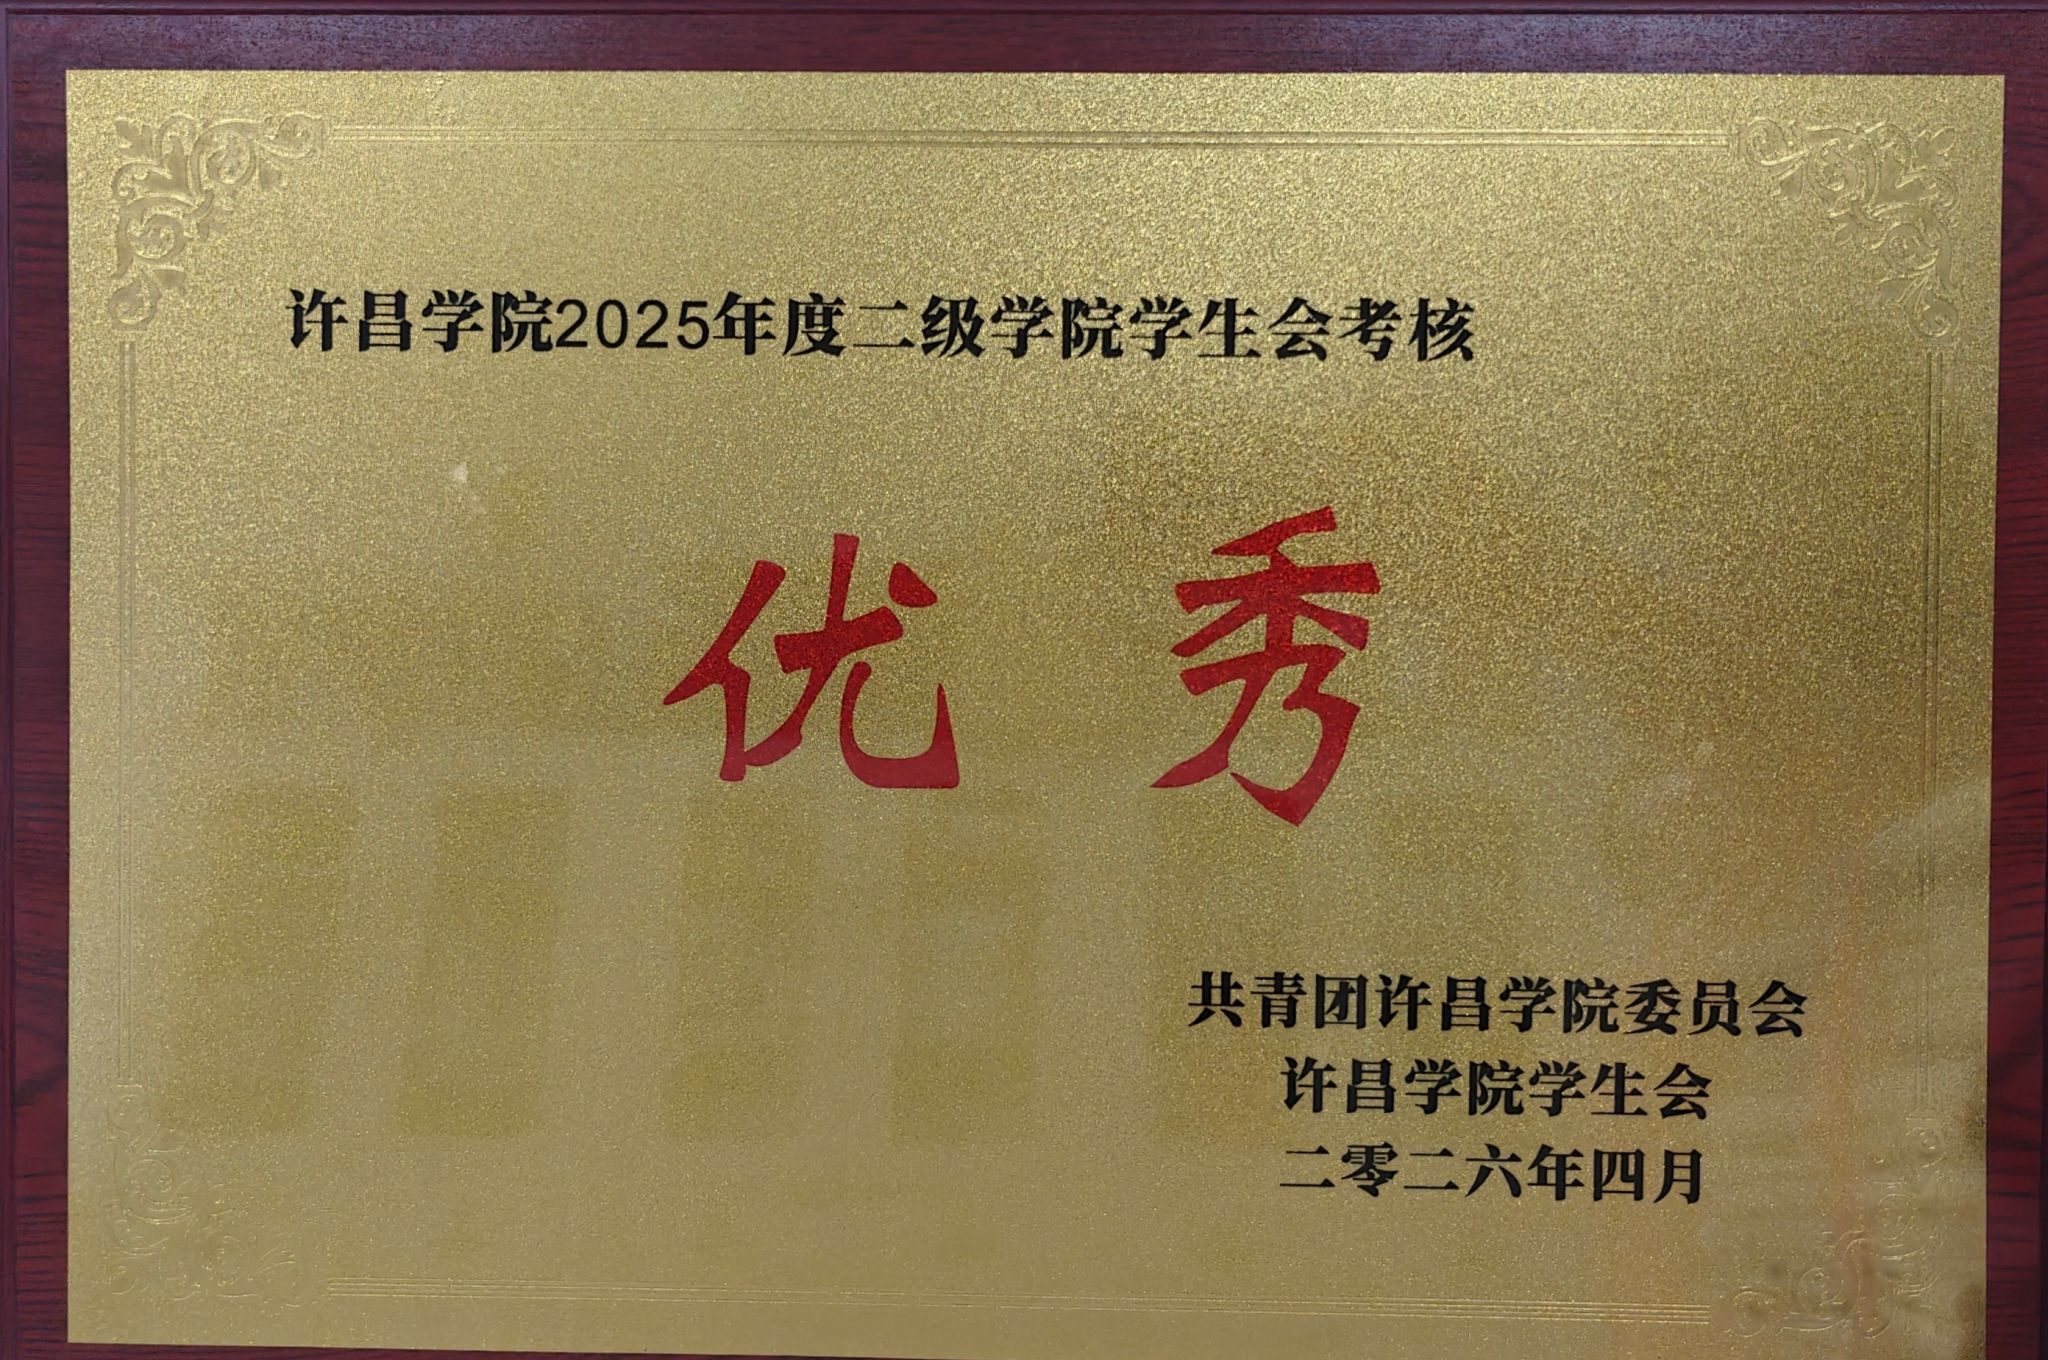 许昌学院2025年度二级学院学生会考核
优秀
共青团许昌学院委员会
许昌学院学生会
二零二六年四月